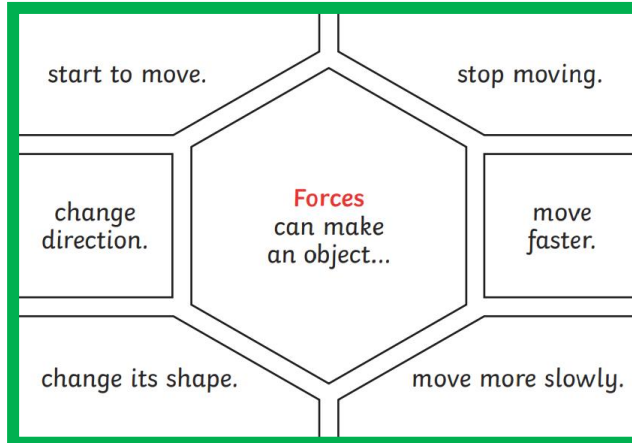 start to move.
stop moving.
change
direction.
Forces
can make
an object...
move
faster.
change its shape.
move more slowly.